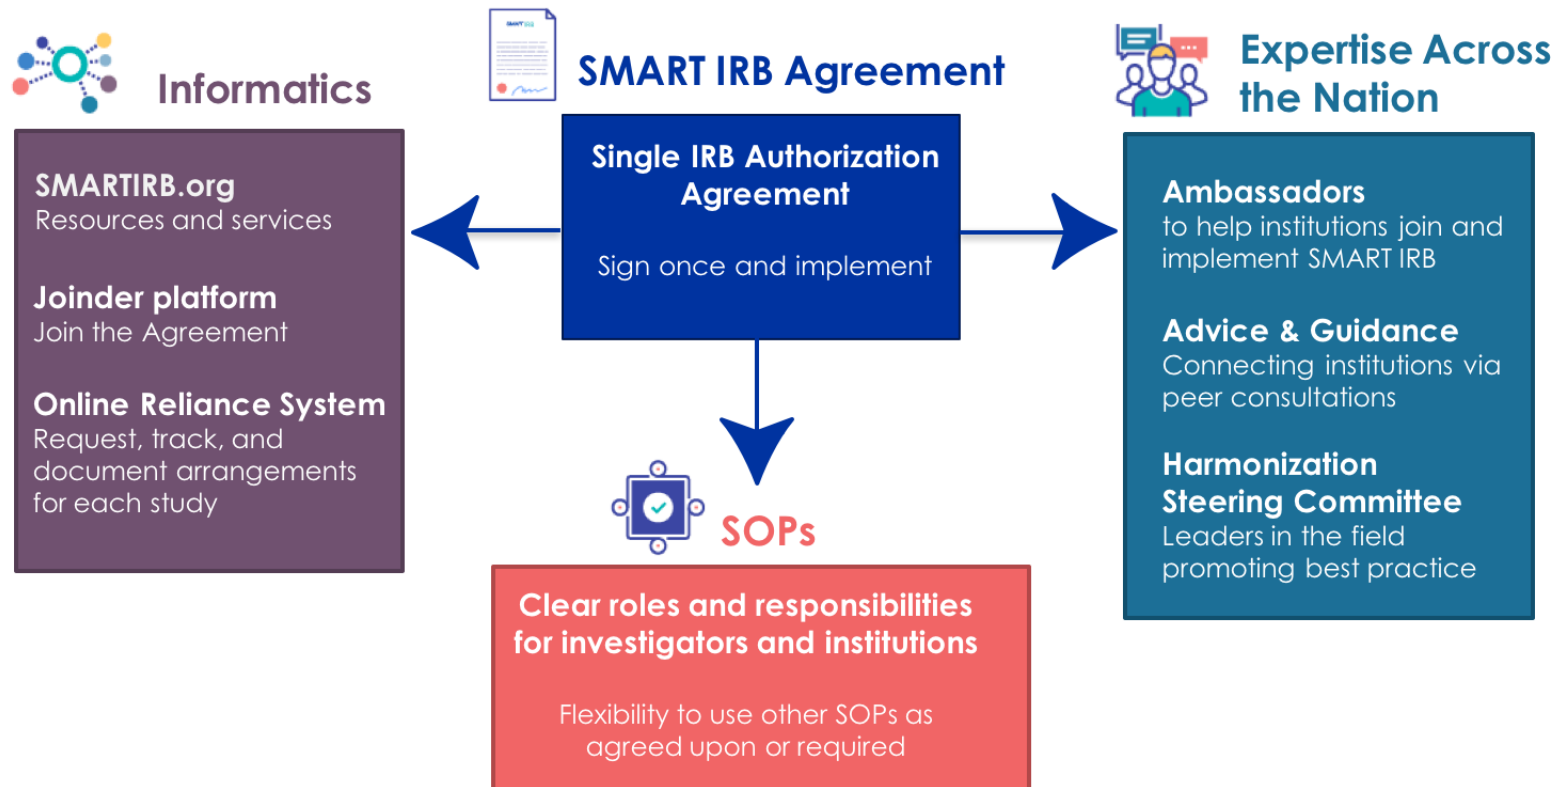 Informatics
SMARTIRB.org
Resources and services
Joinder platform
Join the Agreement
Online Reliance System
Request, track, and
document arrangements
for each study
SMART IRB
SMART IRB Agreement
Single IRB Authorization
Agreement
Sign once and implement
SOPs
Clear roles and responsibilities
for investigators and institutions
Flexibility to use other SOPs as
agreed upon or required
Expertise Across
the Nation
Ambassadors
to help institutions join and
implement SMART IRB
Advice & Guidance
Connecting institutions via
peer consultations
Harmonization
Steering Committee
Leaders in the field
promoting best practice